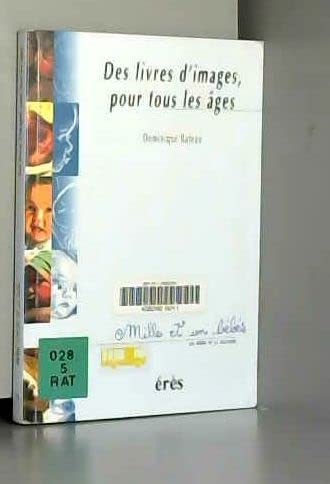 Des livres d'images,
pour tous les âges
Dominique Rateau
Mille et un bébés
028
5
RAT
érès